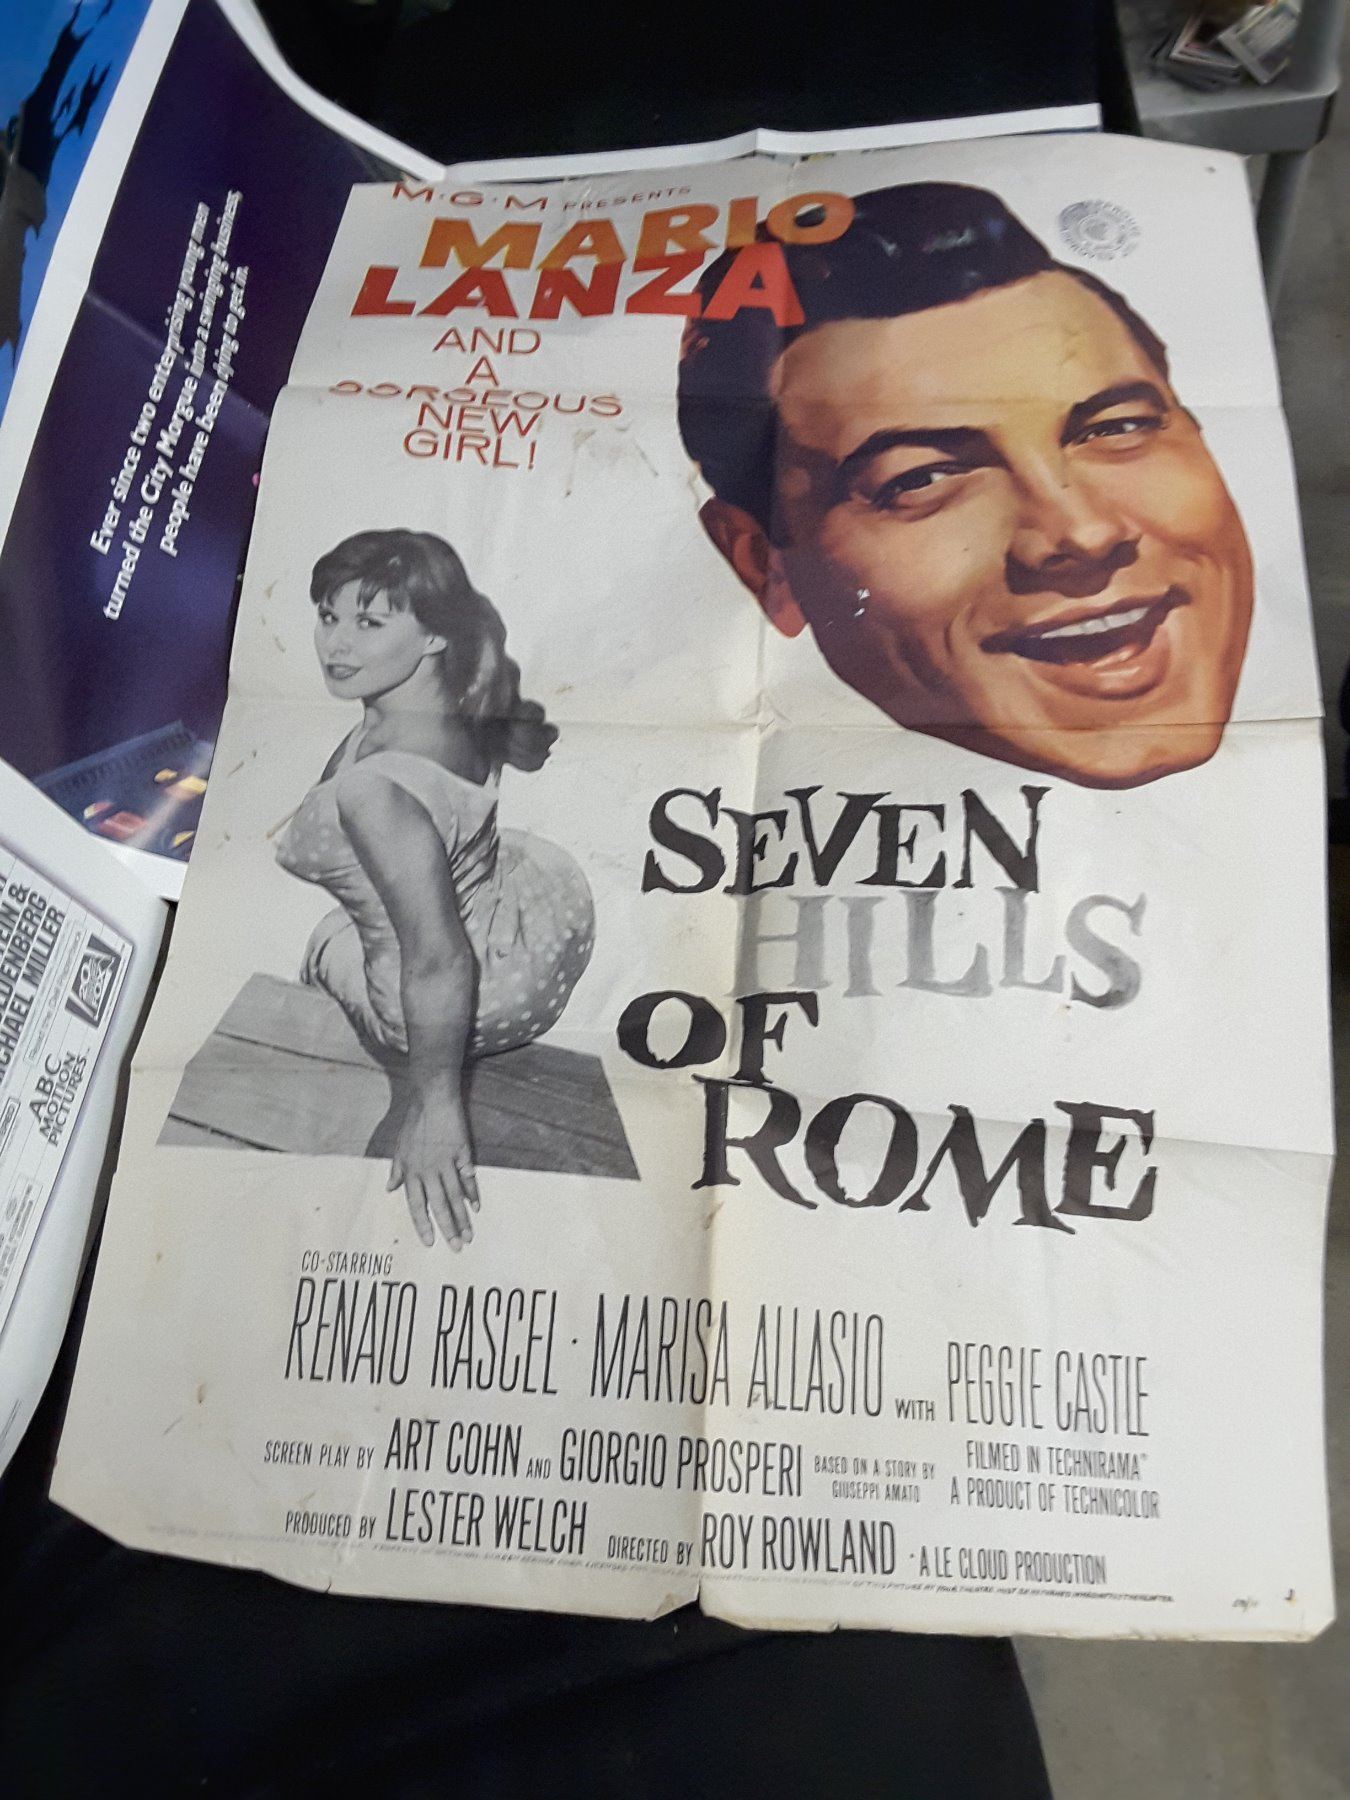 M·G·M PRESENTS
MARIO
LANZA
AND
A
GORGEOUS
NEW
GIRL!
SEVEN
HILLS
OF
ROME
CO-STARRING
RENATO RASCEL · MARISA ALLASIO WITH PEGGIE CASTLE
SCREEN PLAY BY ART COHN AND GIORGIO PROSPERI BASED ON A STORY BY GIUSEPPI AMATO
FILMED IN TECHNIRAMA®
A PRODUCT OF TECHNICOLOR
PRODUCED BY LESTER WELCH DIRECTED BY ROY ROWLAND · A LE CLOUD PRODUCTION
Ever since two enterprising young men
turned the City Morgue into a swinging business,
people have been dying to get in.
MICHAEL MILLER
ABC
MOTION
PICTURES
FOX